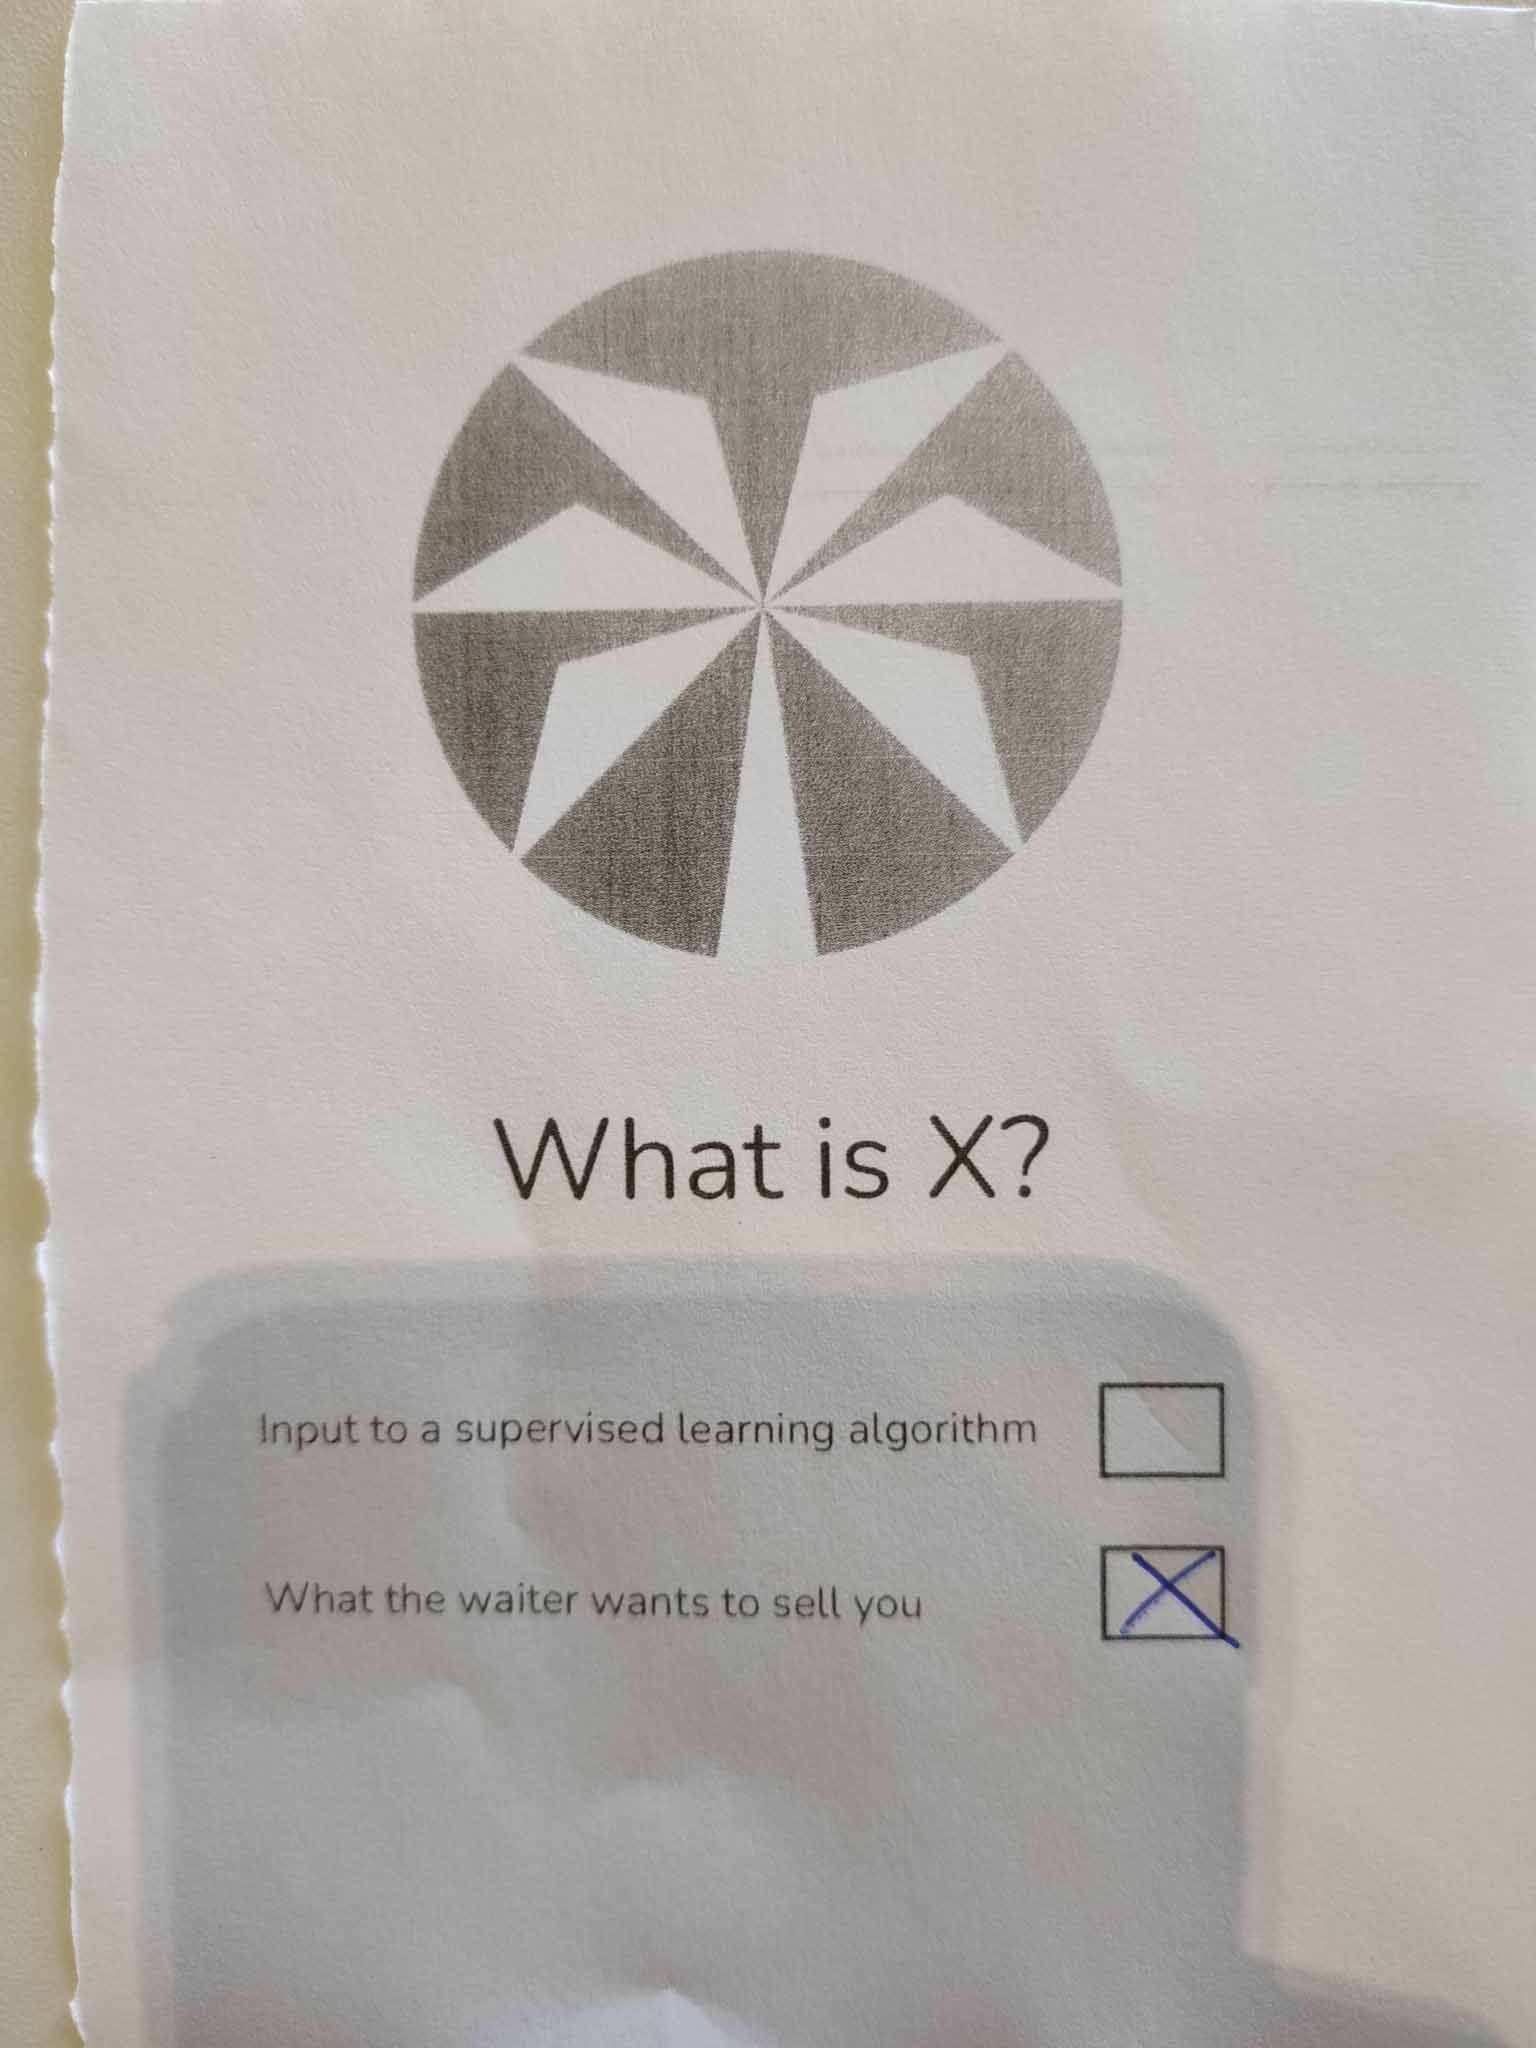 What is X?
Input to a supervised learning algorithm
What the waiter wants to sell you